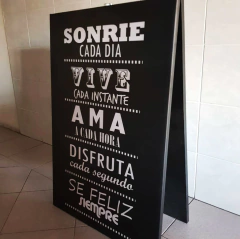 SONRIE
CADA DIA
VIVE
CADA INSTANTE
AMA
A CADA HORA
DISFRUTA
cada segundo
SE FELIZ
SIEMPRE